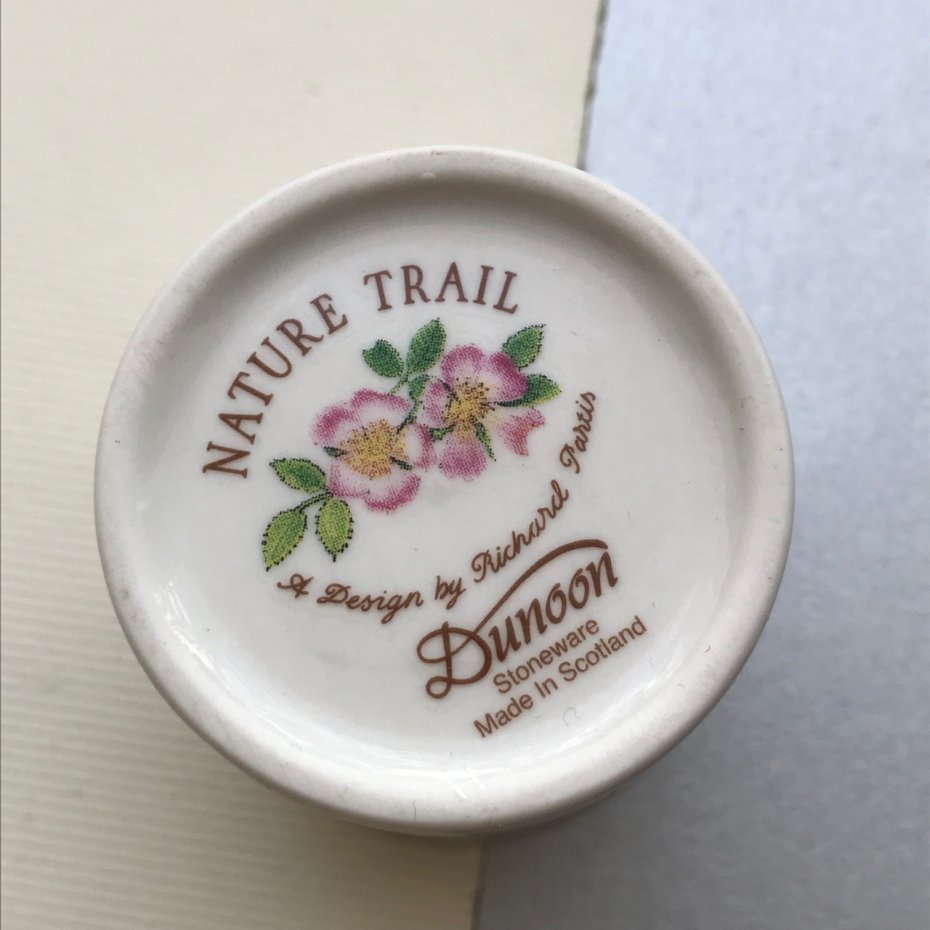 NATURE TRAIL
A Design by Richard Partis
Dunoon
Stoneware
Made In Scotland